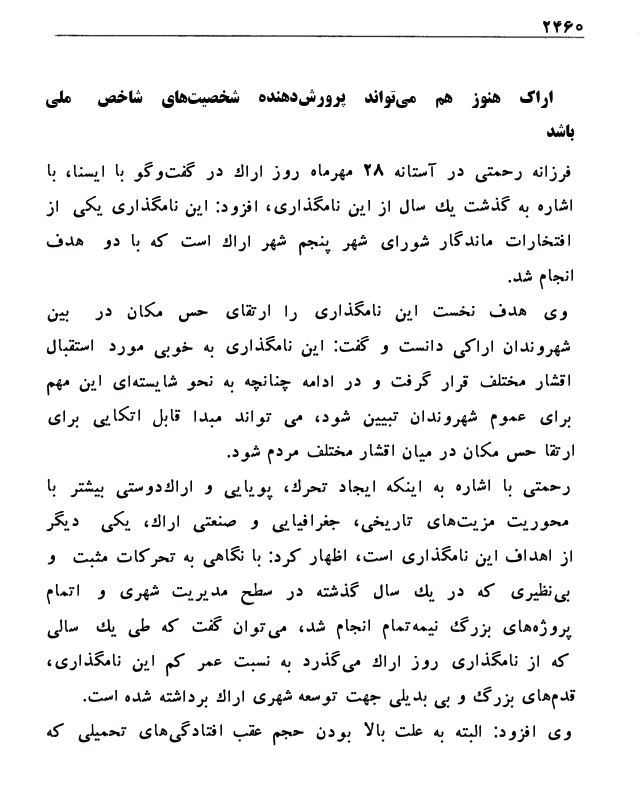 ۲۴۶۰
اراک هنوز هم می‌تواند پرورش‌دهنده شخصیت‌های شاخص ملی
باشد
فرزانه رحمتی در آستانه ۲۸ مهرماه روز اراك در گفت‌وگو با ایسنا، با
اشاره به گذشت یك سال از این نامگذاری، افزود: این نامگذاری یکی از
افتخارات ماندگار شورای شهر پنجم شهر اراك است که با دو هدف
انجام شد.
وی هدف نخست این نامگذاری را ارتقای حس مکان در بین
شهروندان اراکی دانست و گفت: این نامگذاری به خوبی مورد استقبال
اقشار مختلف قرار گرفت و در ادامه چنانچه به نحو شایسته‌ای این مهم
برای عموم شهروندان تبیین شود، می تواند مبدا قابل اتکایی برای
ارتقا حس مکان در میان اقشار مختلف مردم شود.
رحمتی با اشاره به اینکه ایجاد تحرك، پویایی و اراك‌دوستی بیشتر با
محوریت مزیت‌های تاریخی، جغرافیایی و صنعتی اراك، یکی دیگر
از اهداف این نامگذاری است، اظهار کرد: با نگاهی به تحرکات مثبت و
بی‌نظیری که در یك سال گذشته در سطح مدیریت شهری و اتمام
پروژه‌های بزرگ نیمه‌تمام انجام شد، می‌توان گفت که طی یك سالی
که از نامگذاری روز اراك می‌گذرد به نسبت عمر کم این نامگذاری،
قدم‌های بزرگ و بی بدیلی جهت توسعه شهری اراك برداشته شده است.
وی افزود: البته به علت بالا بودن حجم عقب افتادگی‌های تحمیلی که